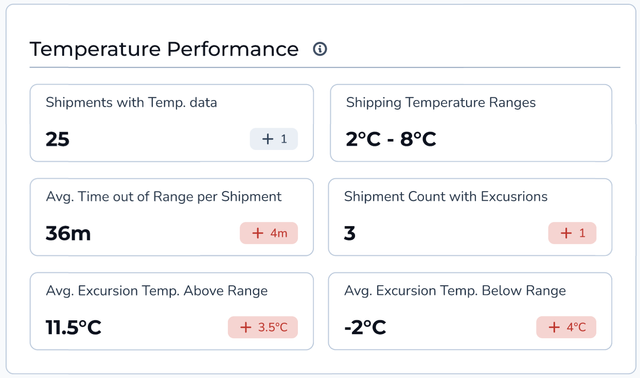 Temperature Performance
Shipments with Temp. data
25
+ 1
Shipping Temperature Ranges
2°C - 8°C
Avg. Time out of Range per Shipment
36m
+ 4m
Shipment Count with Excusrions
3
+ 1
Avg. Excursion Temp. Above Range
11.5°C
+ 3.5°C
Avg. Excursion Temp. Below Range
-2°C
+ 4°C